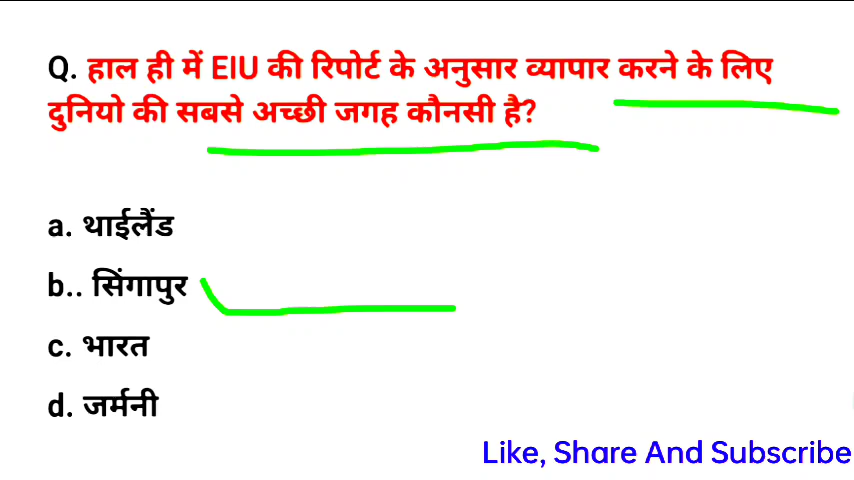 Q. हाल ही में EIU की रिपोर्ट के अनुसार व्यापार करने के लिए
दुनियो की सबसे अच्छी जगह कौनसी है?
a. थाईलैंड
b.. सिंगापुर
c. भारत
d. जर्मनी
Like, Share And Subscribe